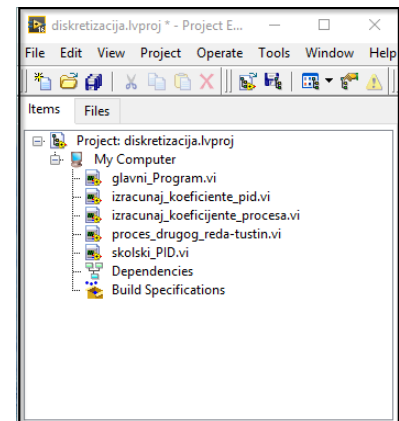 diskretizacija.lvproj * - Project E...
File Edit View Project Operate Tools Window Help
Items Files
Project: diskretizacija.lvproj
My Computer
glavni_Program.vi
izracunaj_koeficiente_pid.vi
izracunaj_koeficijente_procesa.vi
proces_drugog_reda-tustin.vi
skolski_PID.vi
Dependencies
Build Specifications